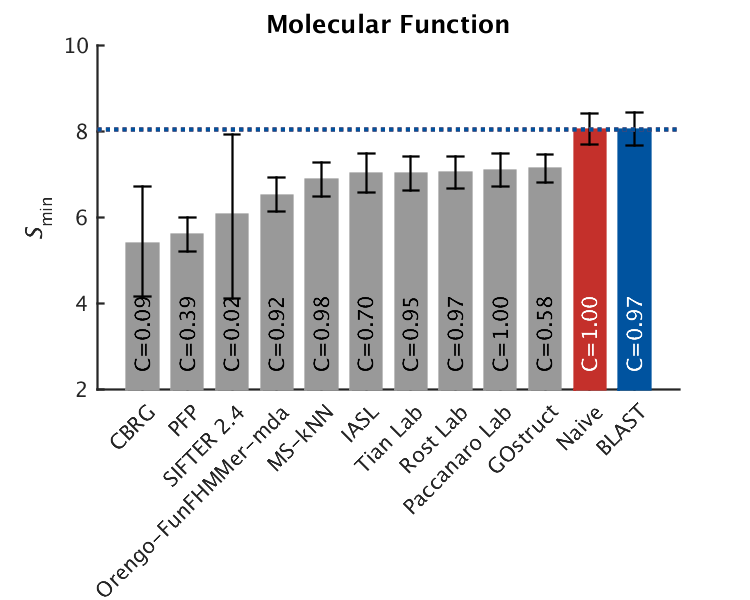 Molecular Function
10
8
6
4
2
Smin
C=0.09
C=0.39
C=0.02
C=0.92
C=0.98
C=0.70
C=0.95
C=0.97
C=1.00
C=0.58
C=1.00
C=0.97
CBRG
PFP
SIFTER 2.4
Orengo-FunFHMMer-mda
MS-kNN
IASL
Tian Lab
Rost Lab
Paccanaro Lab
GOstruct
Naive
BLAST